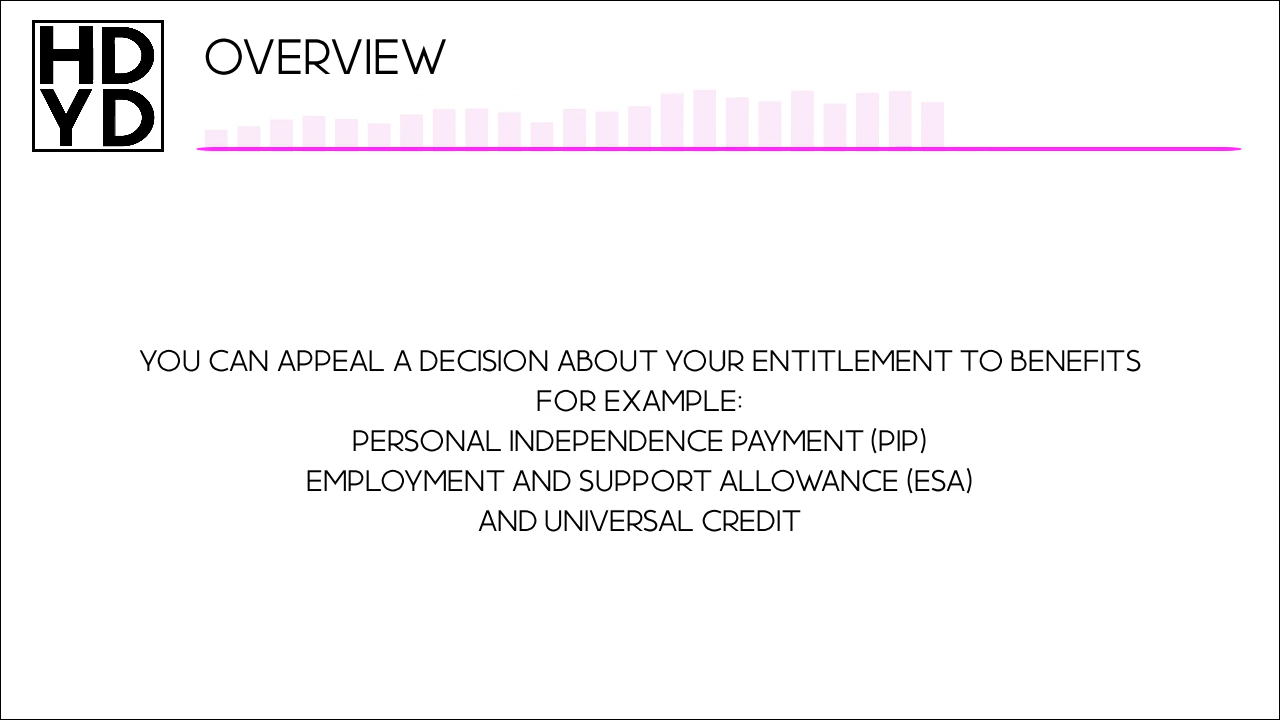 HD
YD
OVERVIEW
YOU CAN APPEAL A DECISION ABOUT YOUR ENTITLEMENT TO BENEFITS
FOR EXAMPLE:
PERSONAL INDEPENDENCE PAYMENT (PIP)
EMPLOYMENT AND SUPPORT ALLOWANCE (ESA)
AND UNIVERSAL CREDIT